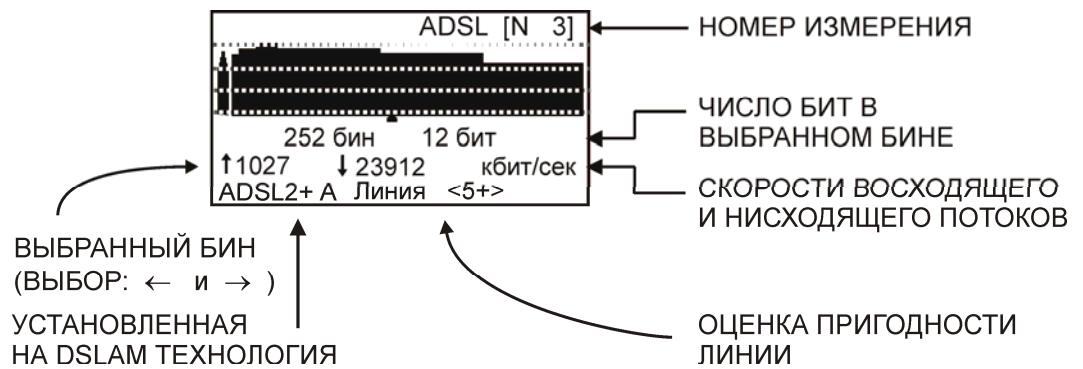 ADSL [N 3]
НОМЕР ИЗМЕРЕНИЯ
ЧИСЛО БИТ В
ВЫБРАННОМ БИНЕ
252 бин 12 бит
↑1027 ↓23912 кбит/сек
ADSL2+ A Линия <5+>
СКОРОСТИ ВОСХОДЯЩЕГО
И НИСХОДЯЩЕГО ПОТОКОВ
ВЫБРАННЫЙ БИН
(ВЫБОР: ← и → )
УСТАНОВЛЕННАЯ
НА DSLAM ТЕХНОЛОГИЯ
ОЦЕНКА ПРИГОДНОСТИ
ЛИНИИ